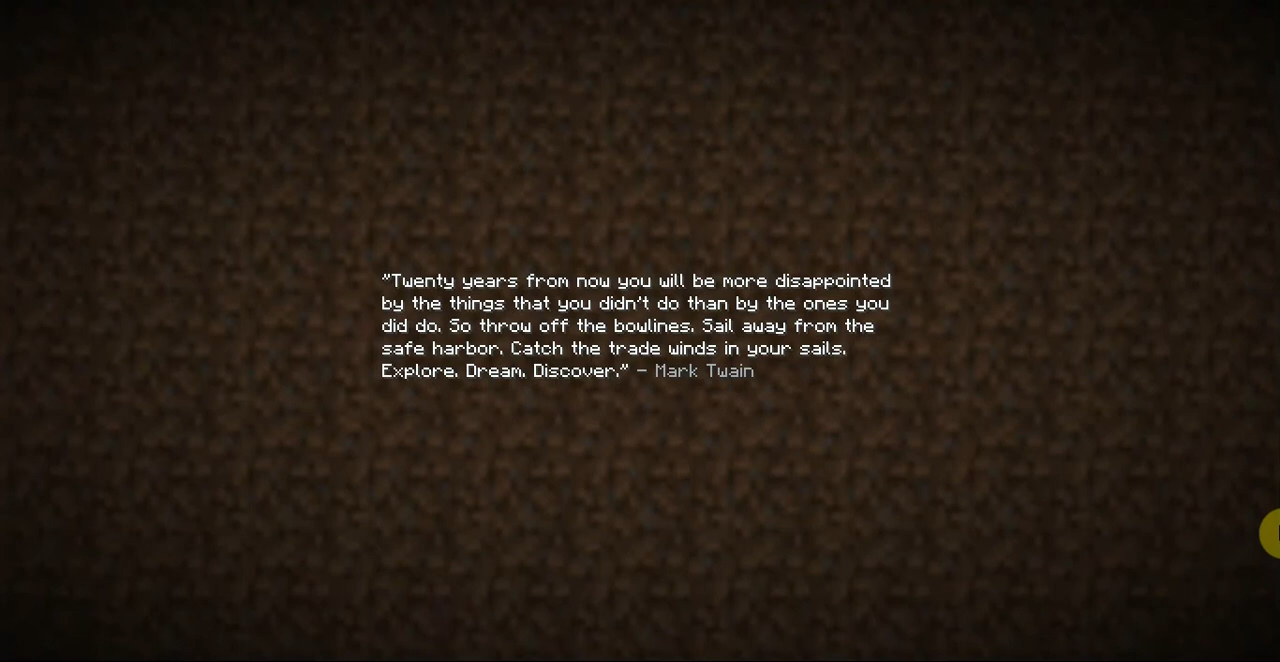 "Twenty years from now you will be more disappointed
by the things that you didn't do than by the ones you
did do. So throw off the bowlines. Sail away from the
safe harbor. Catch the trade winds in your sails.
Explore. Dream. Discover." - Mark Twain